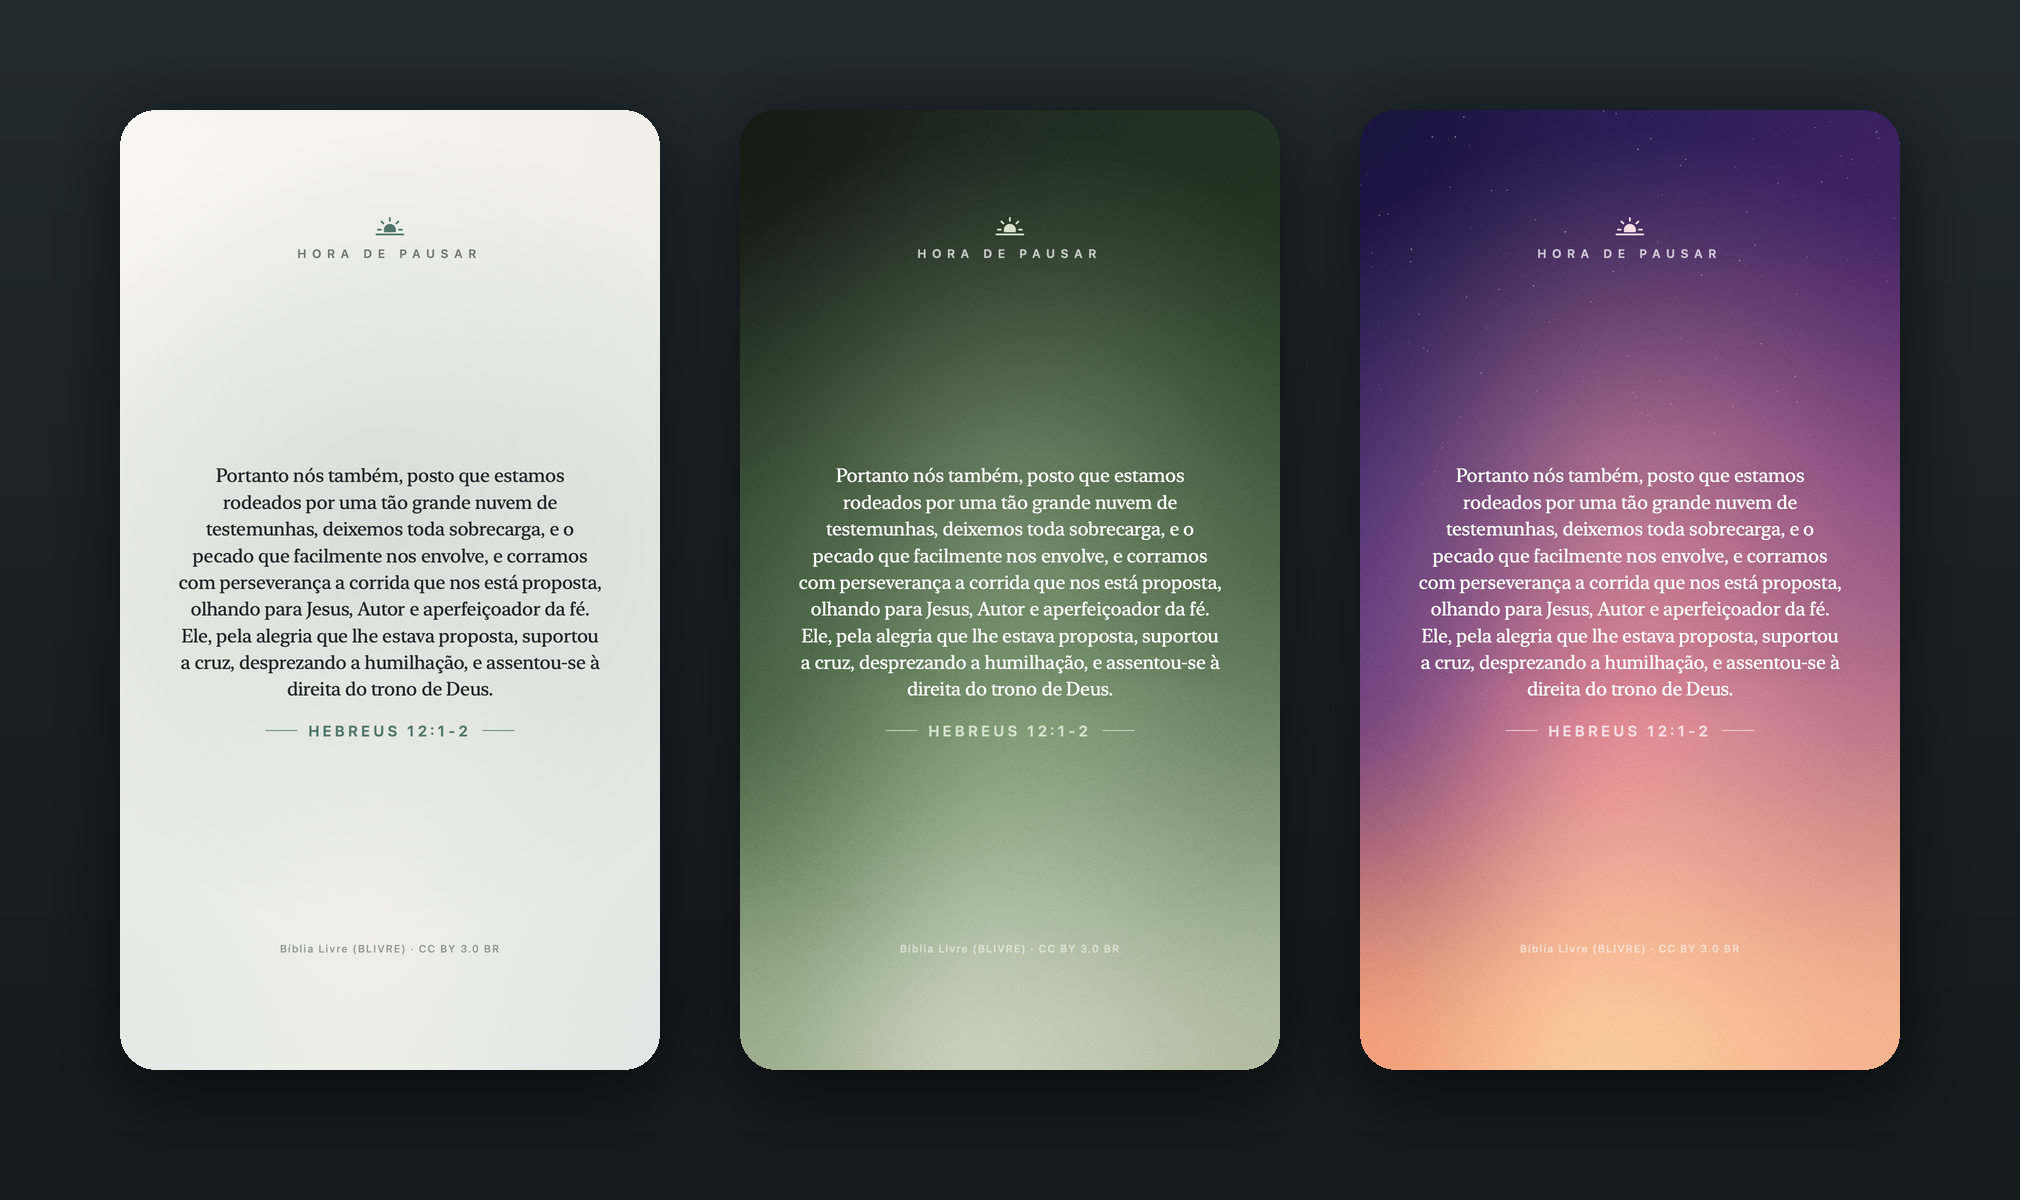 HORA DE PAUSAR
Portanto nós também, posto que estamos
rodeados por uma tão grande nuvem de
testemunhas, deixemos toda sobrecarga, e o
pecado que facilmente nos envolve, e corramos
com perseverança a corrida que nos está proposta,
olhando para Jesus, Autor e aperfeiçoador da fé.
Ele, pela alegria que lhe estava proposta, suportou
a cruz, desprezando a humilhação, e assentou-se à
direita do trono de Deus.
HEBREUS 12:1-2
Bíblia Livre (BLIVRE) · CC BY 3.0 BR
HORA DE PAUSAR
Portanto nós também, posto que estamos
rodeados por uma tão grande nuvem de
testemunhas, deixemos toda sobrecarga, e o
pecado que facilmente nos envolve, e corramos
com perseverança a corrida que nos está proposta,
olhando para Jesus, Autor e aperfeiçoador da fé.
Ele, pela alegria que lhe estava proposta, suportou
a cruz, desprezando a humilhação, e assentou-se à
direita do trono de Deus.
HEBREUS 12:1-2
Bíblia Livre (BLIVRE) · CC BY 3.0 BR
HORA DE PAUSAR
Portanto nós também, posto que estamos
rodeados por uma tão grande nuvem de
testemunhas, deixemos toda sobrecarga, e o
pecado que facilmente nos envolve, e corramos
com perseverança a corrida que nos está proposta,
olhando para Jesus, Autor e aperfeiçoador da fé.
Ele, pela alegria que lhe estava proposta, suportou
a cruz, desprezando a humilhação, e assentou-se à
direita do trono de Deus.
HEBREUS 12:1-2
Bíblia Livre (BLIVRE) · CC BY 3.0 BR